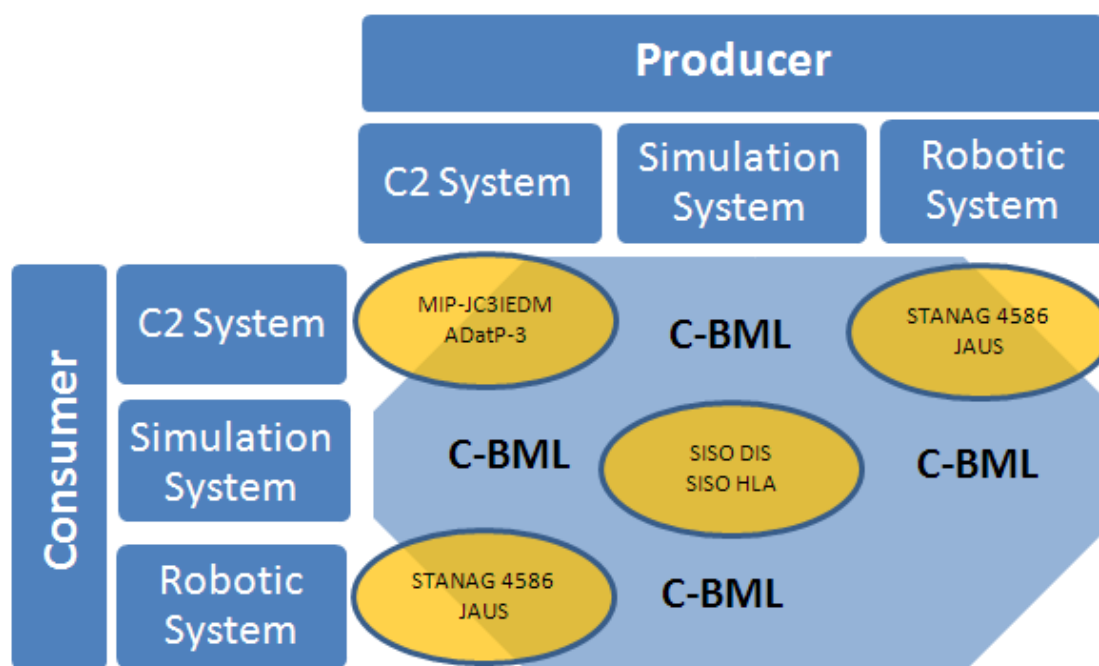 Producer
C2 System
Simulation
System
Robotic
System
Consumer
C2 System
MIP-JC3IEDM
ADatP-3
C-BML
STANAG 4586
JAUS
Simulation
System
C-BML
SISO DIS
SISO HLA
C-BML
Robotic
System
STANAG 4586
JAUS
C-BML